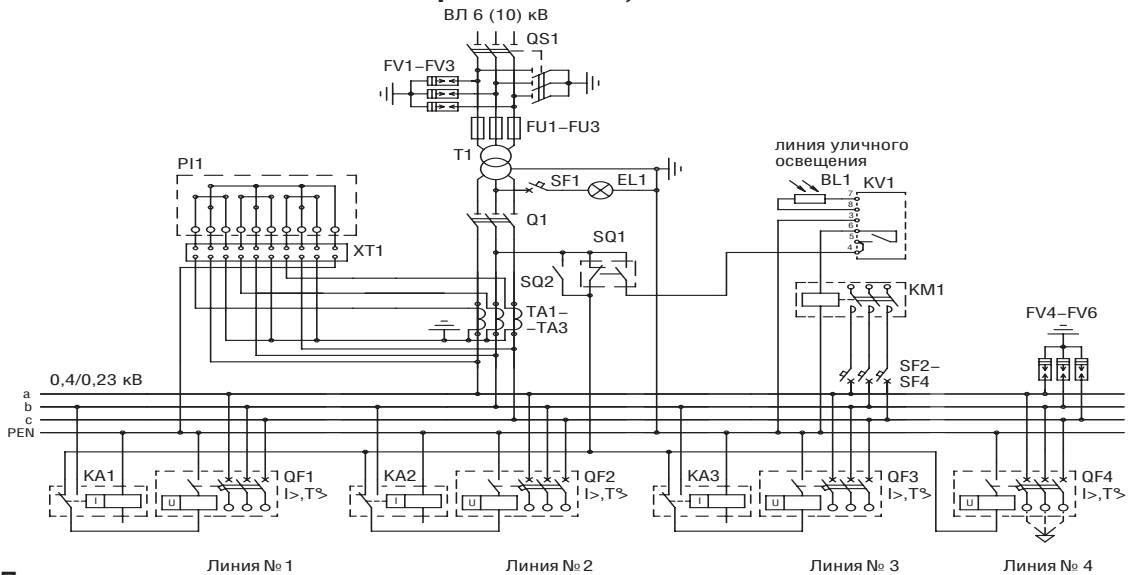 ВЛ 6 (10) кВ
QS1
FV1–FV3
FU1–FU3
T1
линия уличного
освещения
PI1
SF1
EL1
BL1
KV1
7
8
3
6
5
4
Q1
XT1
SQ1
SQ2
KM1
TA1–
–TA3
FV4–FV6
SF2–
SF4
0,4/0,23 кВ
a
b
c
PEN
KA1
I
U
QF1
I>,T°>
KA2
I
U
QF2
I>,T°>
KA3
I
U
QF3
I>,T°>
U
QF4
I>,T°>
Линия № 1
Линия № 2
Линия № 3
Линия № 4